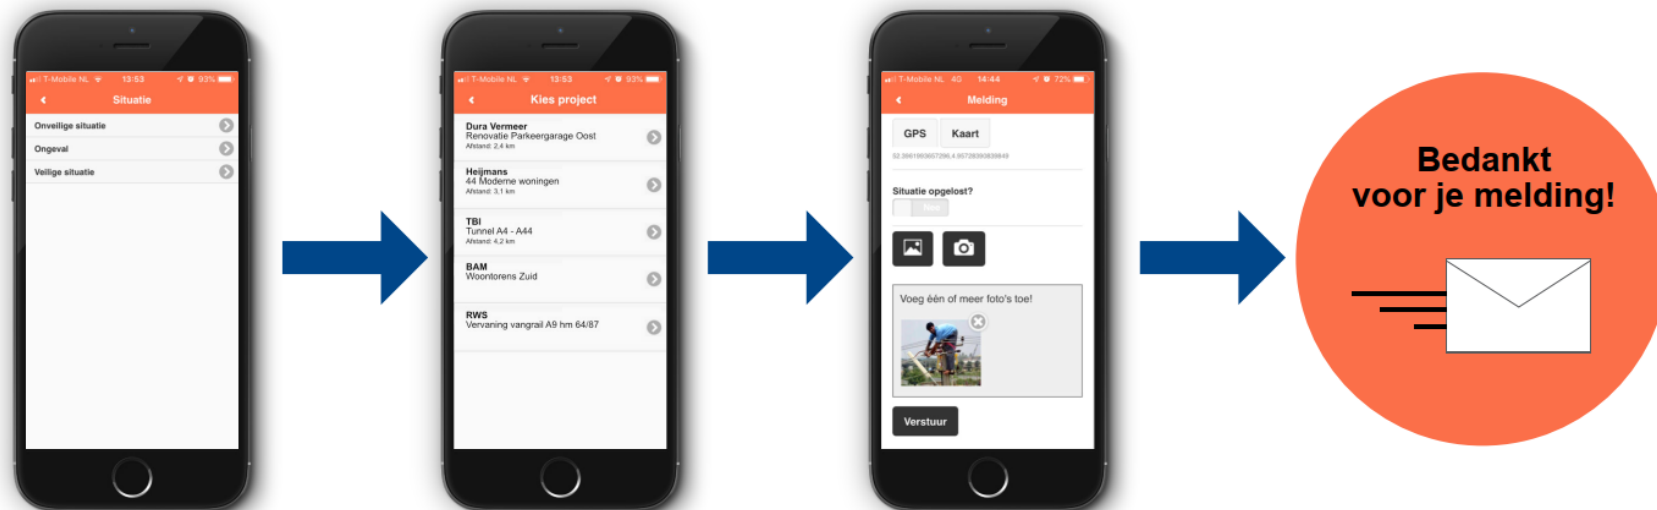 T-Mobile NL 13:53 93%
Situatie
Onveilige situatie
Ongeval
Veilige situatie
T-Mobile NL 13:53 93%
Kies project
Dura Vermeer
Renovatie Parkeergarage Oost
Afstand: 2,4 km
Heijmans
44 Moderne woningen
Afstand: 3,1 km
TBI
Tunnel A4 - A44
Afstand: 4,2 km
BAM
Woontorens Zuid
RWS
Vervaning vangrail A9 hm 64/87
T-Mobile NL 4G 14:44 72%
Melding
GPS Kaart
Situatie opgelost?
Nee
Voeg één of meer foto's toe!
Verstuur
Bedankt
voor je melding!